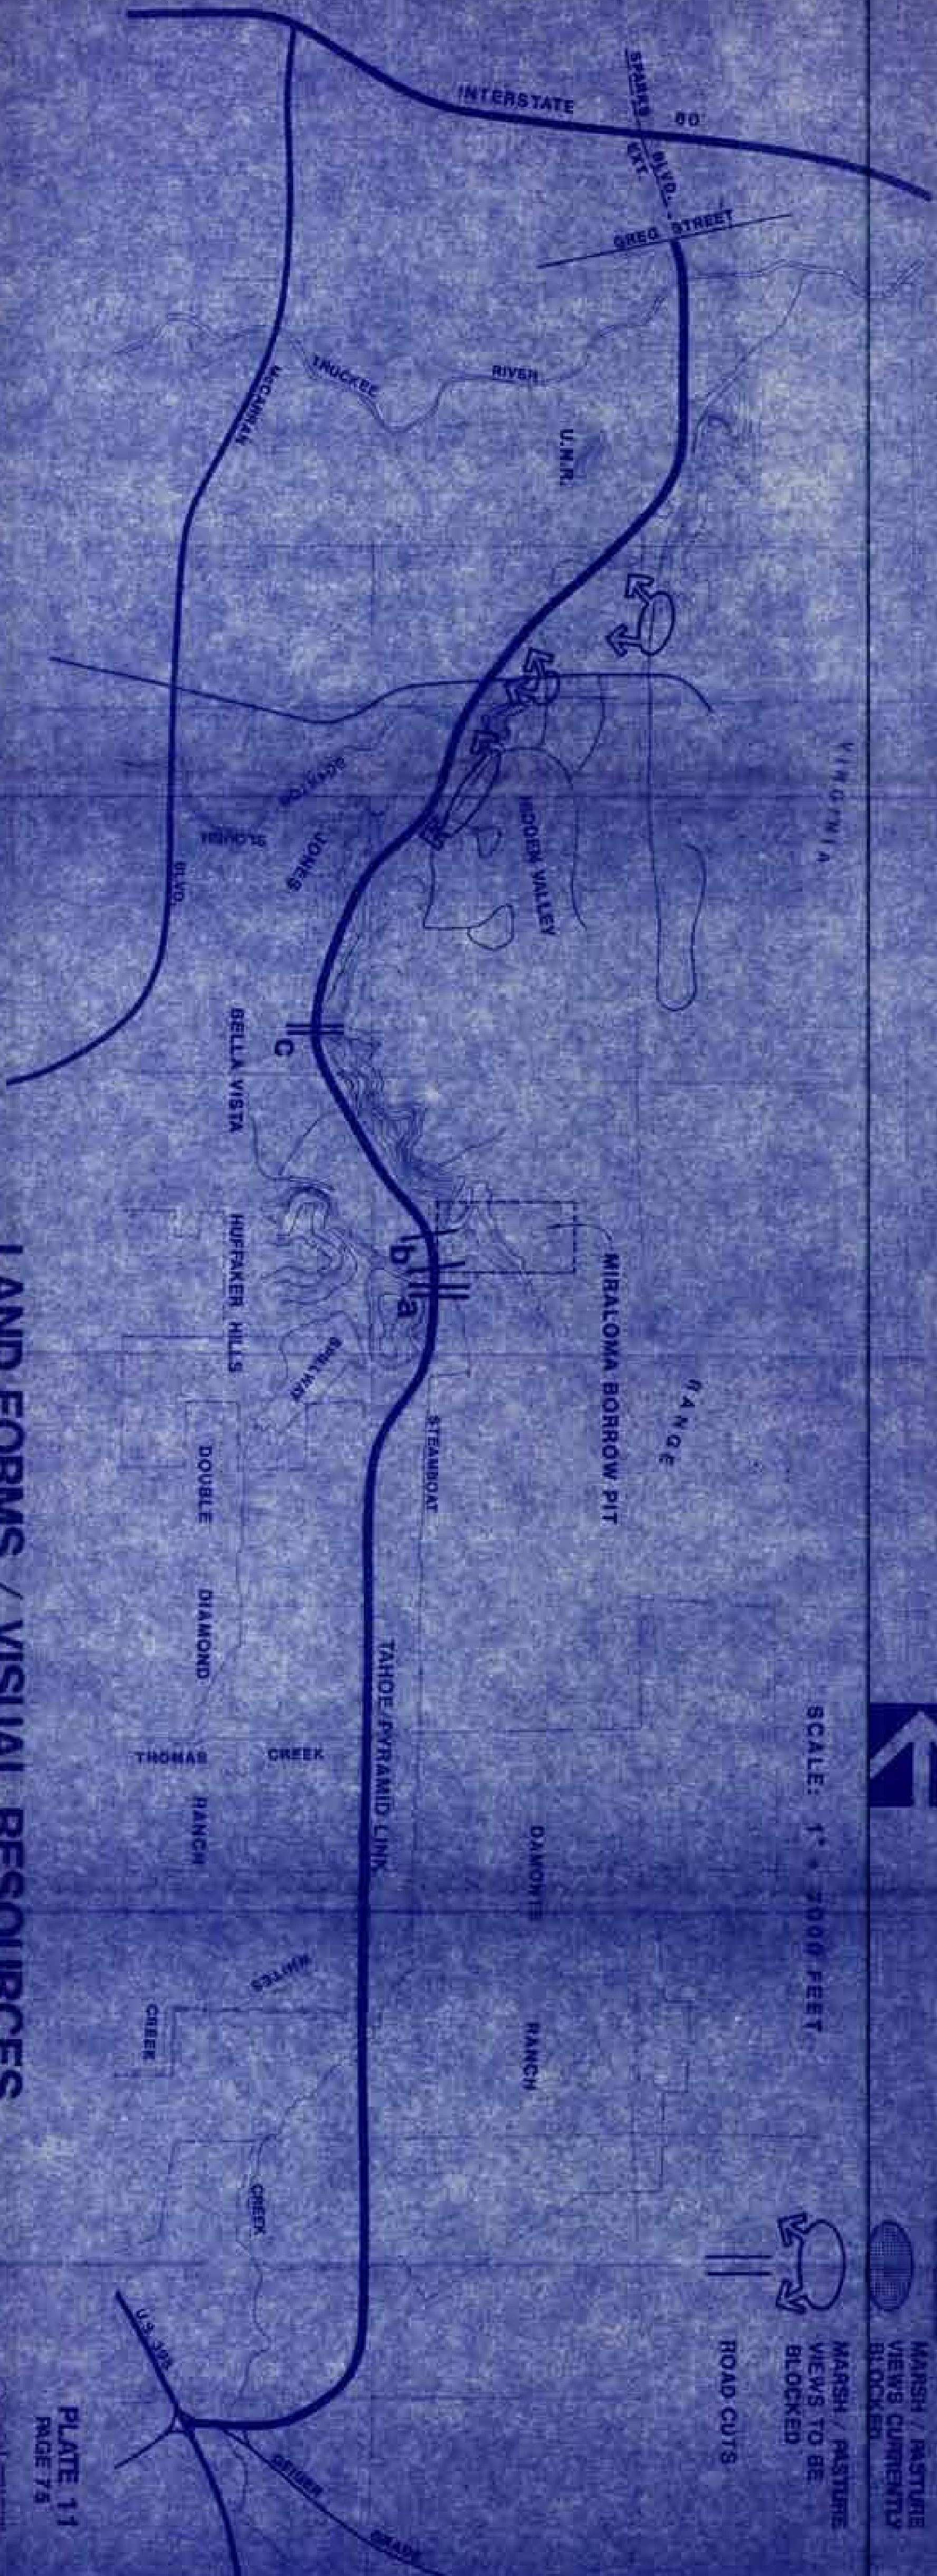 INTERSTATE 80
SPARKS BLVD. EXT.
GREG STREET
TRUCKEE RIVER
McCARRAN BLVD.
U.N.R.
VIRGINIA RANGE
BOYNTON SLOUGH
JONES
HIDDEN VALLEY
C
BELLA VISTA
b
a
HUFFAKER HILLS
SPILLWAY
MIRALOMA BORROW PIT
STEAMBOAT
DOUBLE DIAMOND RANCH
TAHOE/PYRAMID LINK
THOMAS CREEK
DAMONTE RANCH
WHITES CREEK
CREEK
U.S. 395
GEIGER GRADE
SCALE: 1" = 2000 FEET
MARSH / PASTURE
VIEWS CURRENTLY
BLOCKED
MARSH / PASTURE
VIEWS TO BE
BLOCKED
ROAD CUTS
LAND FORMS / VISUAL RESOURCES
PLATE 11
PAGE 75